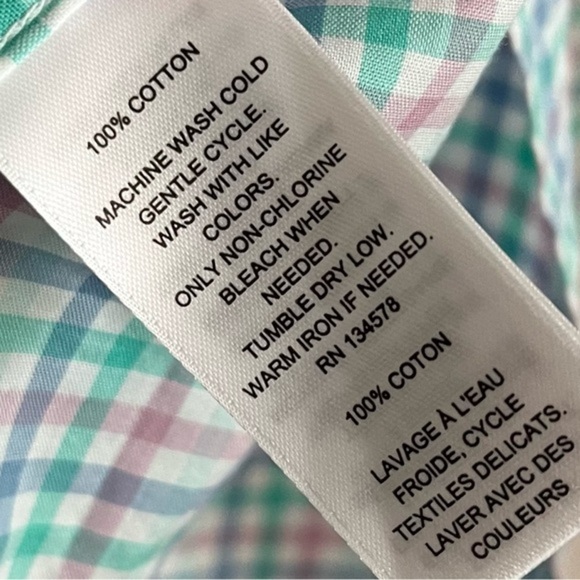 100% COTTON
MACHINE WASH COLD
GENTLE CYCLE.
WASH WITH LIKE
COLORS.
ONLY NON-CHLORINE
BLEACH WHEN
NEEDED.
TUMBLE DRY LOW.
WARM IRON IF NEEDED.
RN 134578
100% COTON
LAVAGE À L'EAU
FROIDE, CYCLE
TEXTILES DELICATS.
LAVER AVEC DES
COULEURS